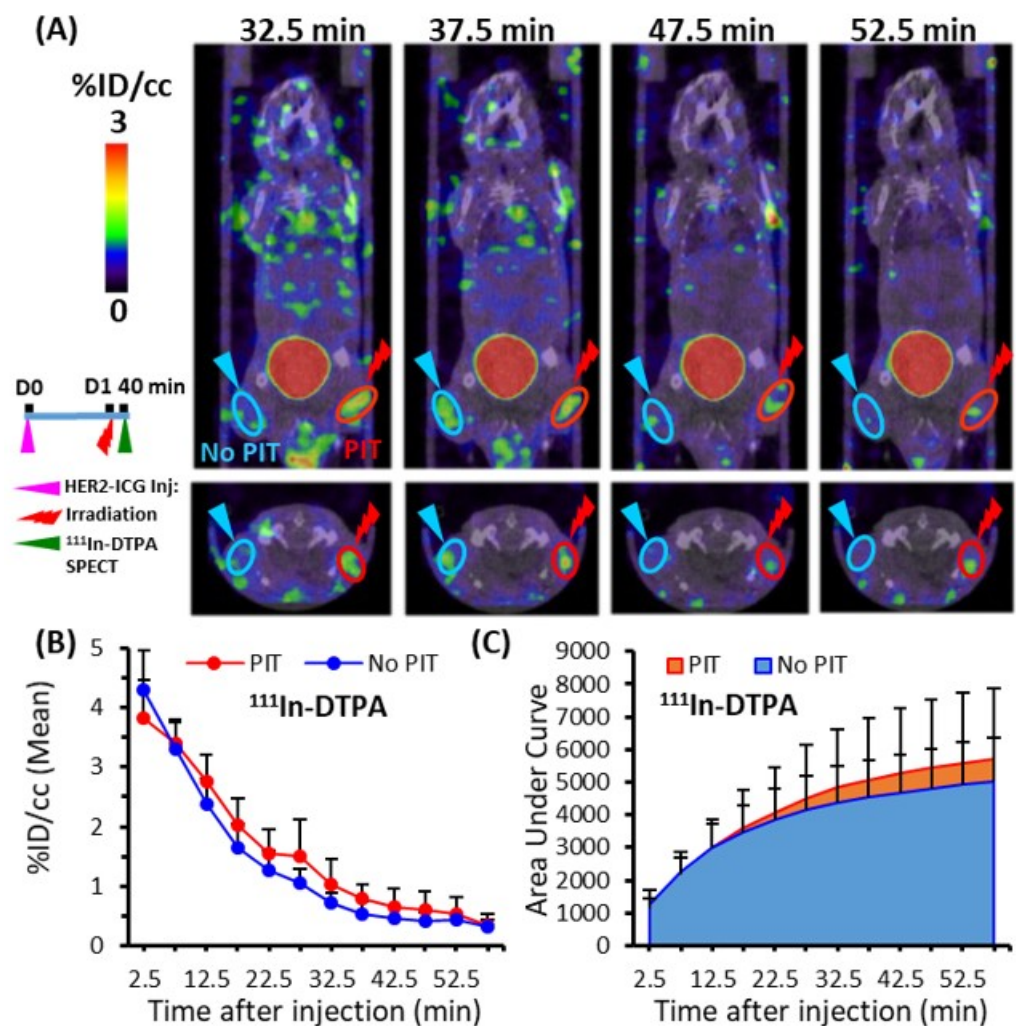 (A)
32.5 min
37.5 min
47.5 min
52.5 min
%ID/cc
3
0
D0
D1
40 min
No PIT
PIT
HER2-ICG Inj:
Irradiation
¹¹¹In-DTPA
SPECT
(B)
PIT
No PIT
¹¹¹In-DTPA
%ID/cc (Mean)
5
4
3
2
1
0
2.5
12.5
22.5
32.5
42.5
52.5
Time after injection (min)
(C)
PIT
No PIT
¹¹¹In-DTPA
Area Under Curve
9000
8000
7000
6000
5000
4000
3000
2000
1000
0
2.5
12.5
22.5
32.5
42.5
52.5
Time after injection (min)